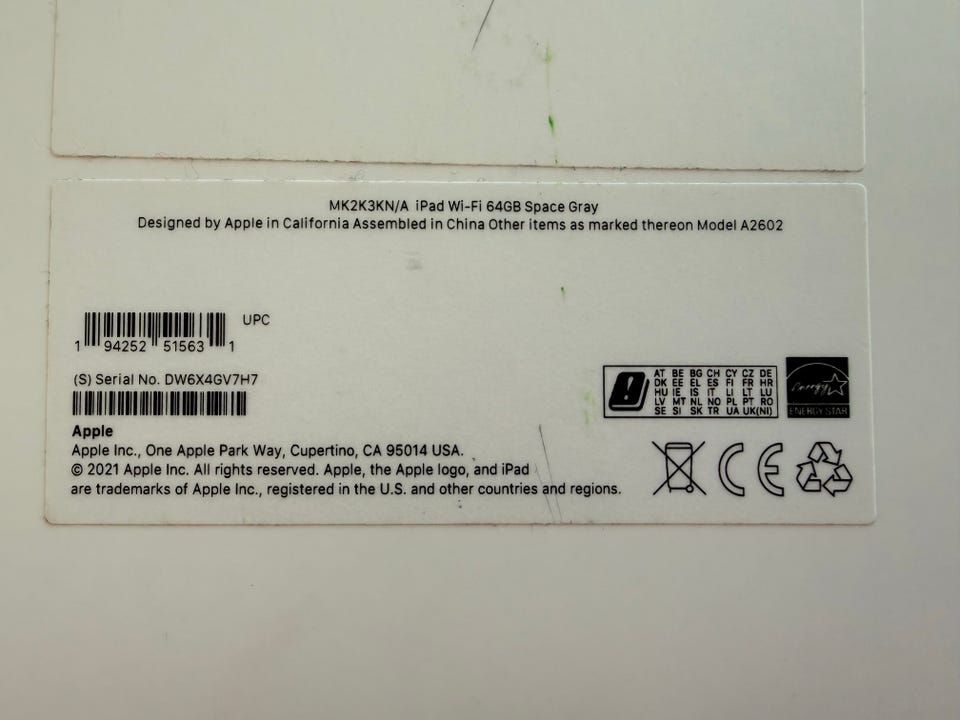 MK2K3KN/A iPad Wi-Fi 64GB Space Gray
Designed by Apple in California Assembled in China Other items as marked thereon Model A2602
UPC
1 94252 51563 1
(S) Serial No. DW6X4GV7H7
AT BE BG CH CY CZ DE
DK EE EL ES FI FR HR
HU IE IS IT LI LT LU
LV MT NL NO PL PT RO
SE SI SK TR UA UK(NI)
energy
ENERGY STAR
Apple
Apple Inc., One Apple Park Way, Cupertino, CA 95014 USA.
© 2021 Apple Inc. All rights reserved. Apple, the Apple logo, and iPad
are trademarks of Apple Inc., registered in the U.S. and other countries and regions.
CE